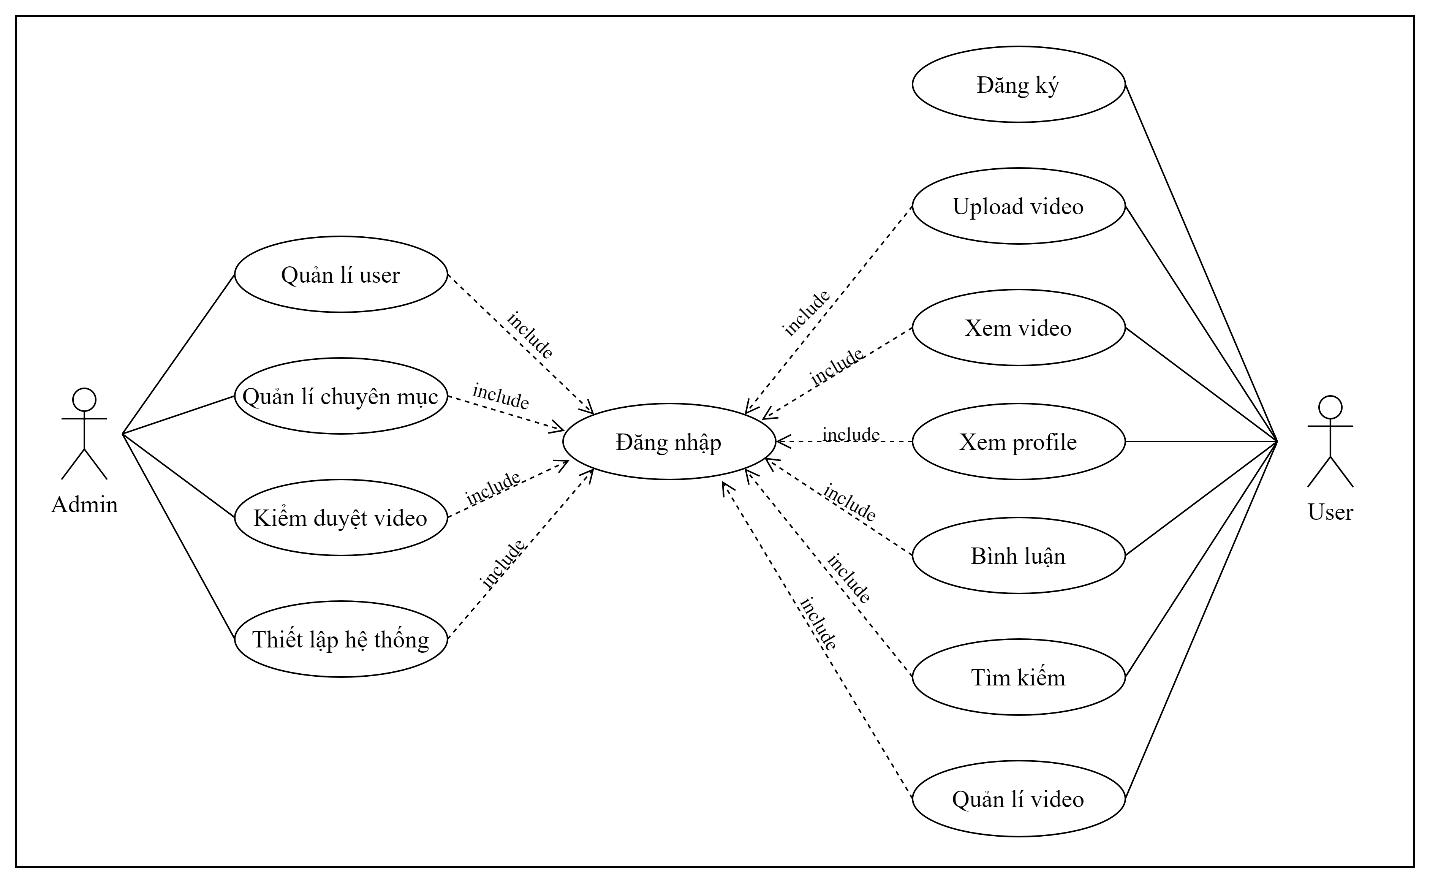 Đăng ký
Upload video
Quản lí user
include
include
Xem video
include
Quản lí chuyên mục
include
Admin
Đăng nhập
include
Xem profile
User
include
Kiểm duyệt video
include
Bình luận
include
include
Thiết lập hệ thống
include
Tìm kiếm
Quản lí video